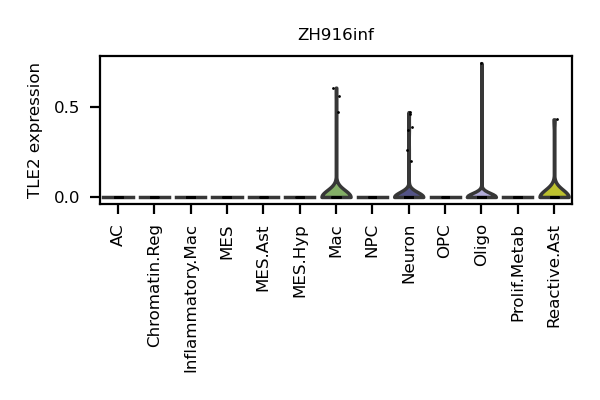 ZH916inf
TLE2 expression
0.5
0.0
AC
Chromatin.Reg
Inflammatory.Mac
MES
MES.Ast
MES.Hyp
Mac
NPC
Neuron
OPC
Oligo
Prolif.Metab
Reactive.Ast